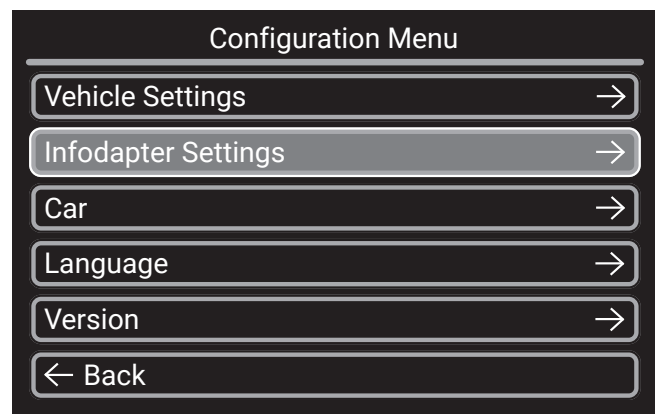 Configuration Menu
Vehicle Settings →
Infodapter Settings →
Car →
Language →
Version →
← Back